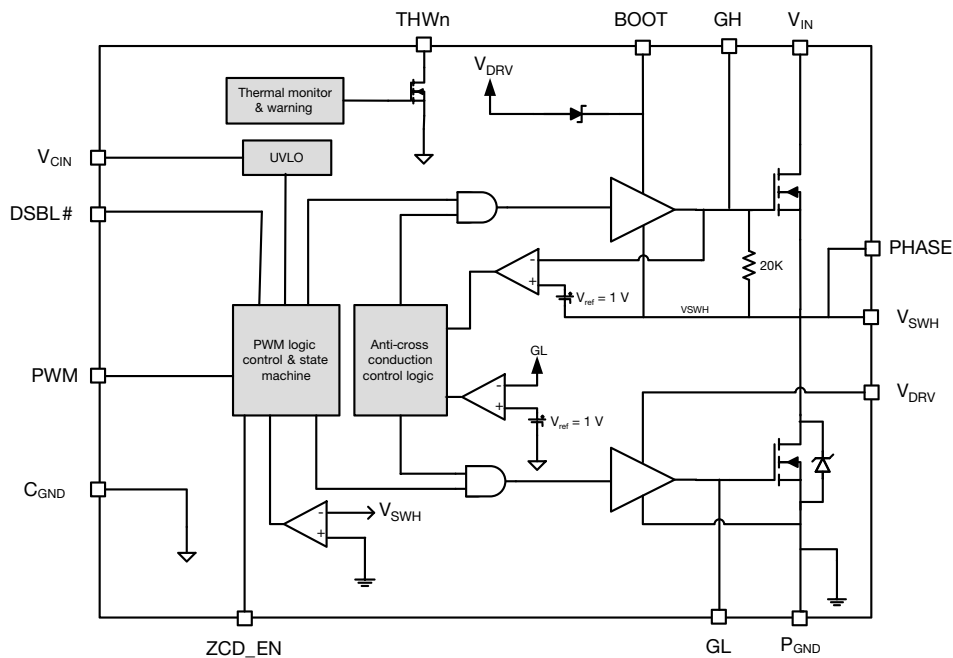 THWn
BOOT
GH
VIN
VDRV
Thermal monitor
& warning
VCIN
UVLO
DSBL#
PHASE
20K
-
+
Vref = 1 V
VSWH
VSWH
PWM logic
control & state
machine
Anti-cross
conduction
control logic
GL
PWM
-
+
Vref = 1 V
VDRV
CGND
-
+
VSWH
ZCD_EN
GL
PGND